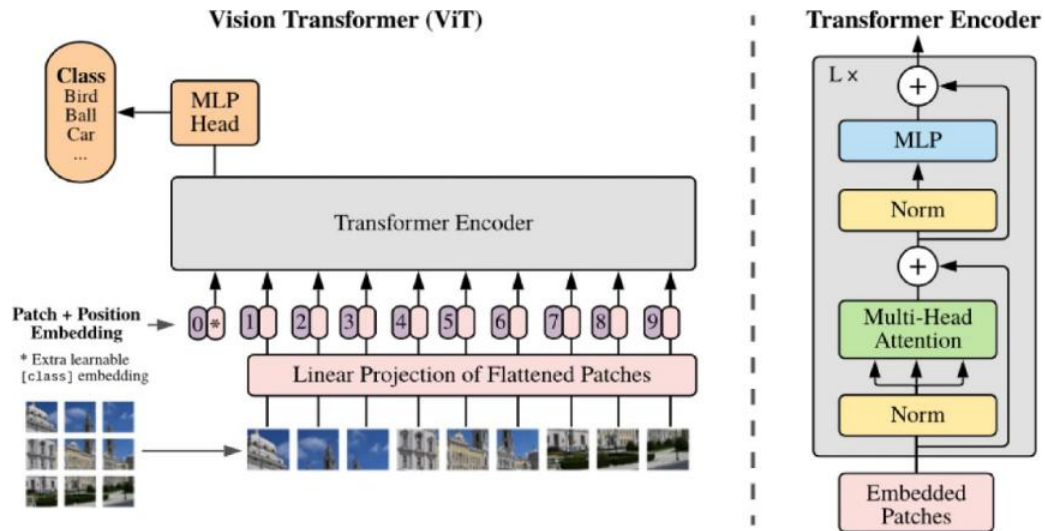 Vision Transformer (ViT)
Class
Bird
Ball
Car
...
MLP
Head
Transformer Encoder
Patch + Position
Embedding
* Extra learnable
[class] embedding
0 * 1 2 3 4 5 6 7 8 9
Linear Projection of Flattened Patches
Transformer Encoder
L ×
+
MLP
Norm
+
Multi-Head
Attention
Norm
Embedded
Patches